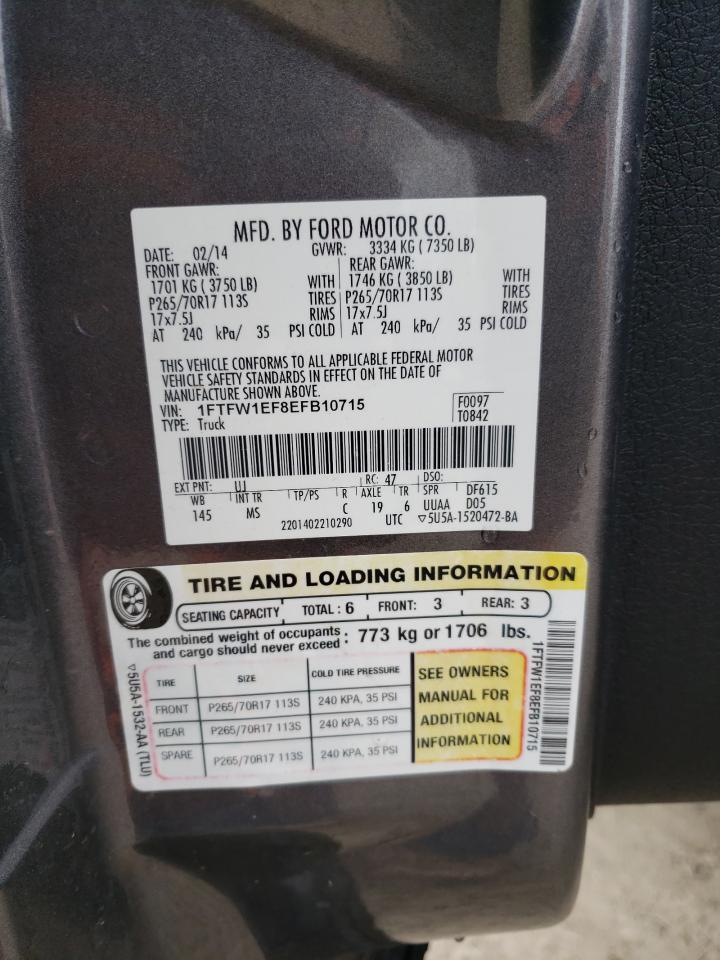 MFD. BY FORD MOTOR CO.
DATE: 02/14 GVWR: 3334 KG ( 7350 LB)
FRONT GAWR: REAR GAWR:
1701 KG ( 3750 LB) WITH 1746 KG ( 3850 LB) WITH
P265/70R17 113S TIRES P265/70R17 113S TIRES
17x7.5J RIMS 17x7.5J RIMS
AT 240 kPa/ 35 PSI COLD AT 240 kPa/ 35 PSI COLD
THIS VEHICLE CONFORMS TO ALL APPLICABLE FEDERAL MOTOR
VEHICLE SAFETY STANDARDS IN EFFECT ON THE DATE OF
MANUFACTURE SHOWN ABOVE.
VIN: 1FTFW1EF8EFB10715 F0097
TYPE: Truck T0842
EXT PNT: UJ RC: 47 DSO:
WB INT TR TP/PS R AXLE TR SPR DF615
145 MS C 19 6 UUAA D05
2201402210290 UTC ▽5U5A-1520472-BA
TIRE AND LOADING INFORMATION
SEATING CAPACITY TOTAL : 6 FRONT: 3 REAR: 3
The combined weight of occupants
and cargo should never exceed : 773 kg or 1706 lbs.
TIRE SIZE COLD TIRE PRESSURE
FRONT P265/70R17 113S 240 KPA, 35 PSI
REAR P265/70R17 113S 240 KPA, 35 PSI
SPARE P265/70R17 113S 240 KPA, 35 PSI
SEE OWNERS
MANUAL FOR
ADDITIONAL
INFORMATION
▽5U5A-1532-AA (TLU)
1FTFW1EF8EFB10715